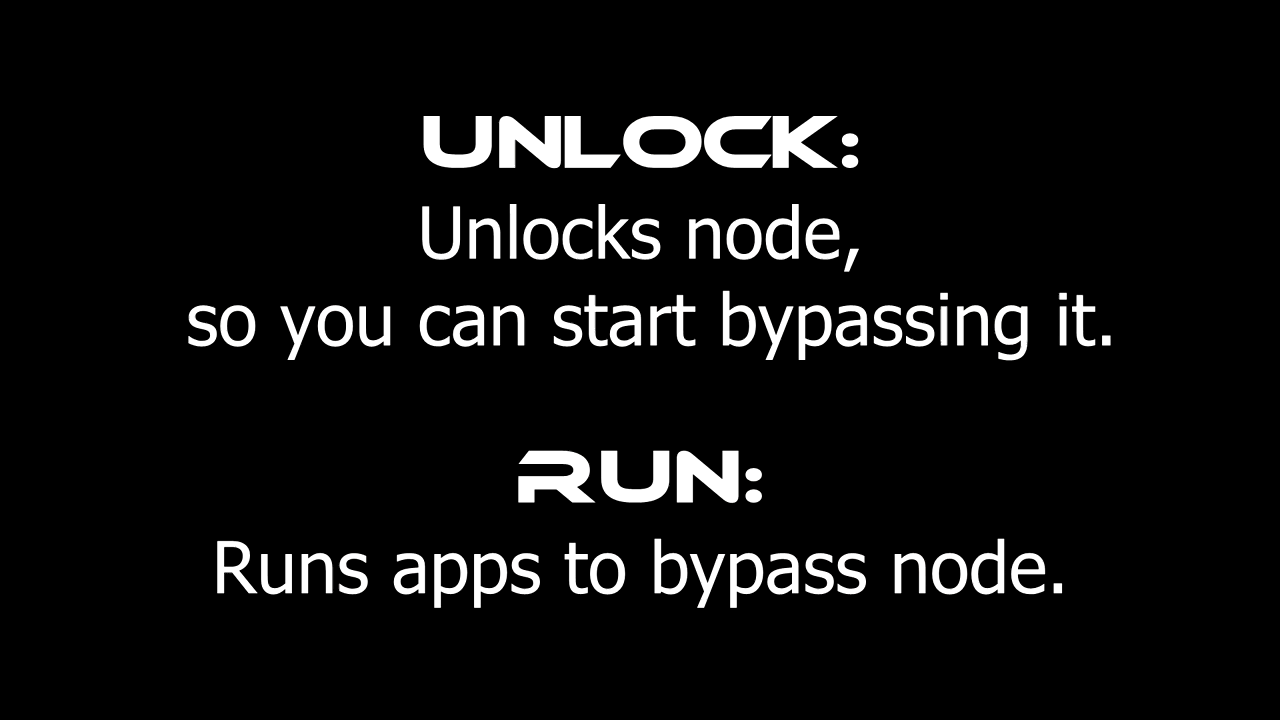 UNLOCK:
Unlocks node,
so you can start bypassing it.
RUN:
Runs apps to bypass node.